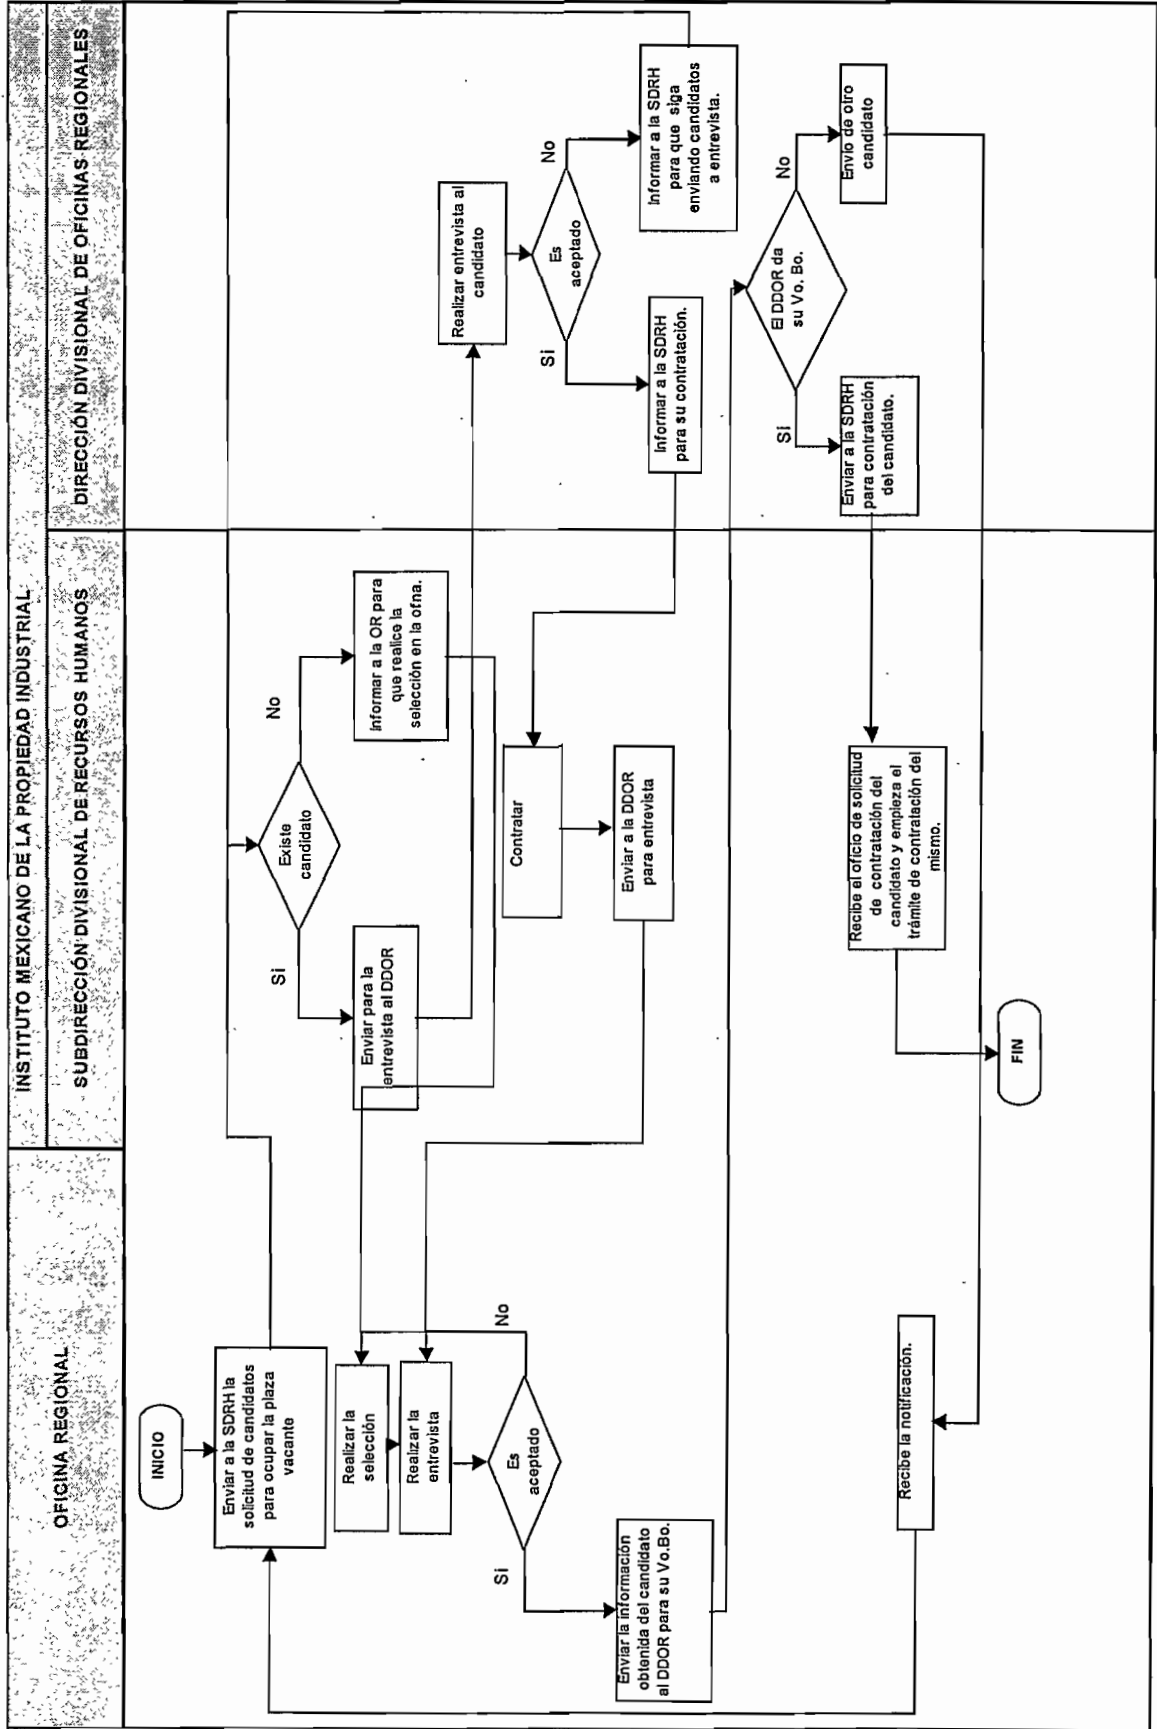 INSTITUTO MEXICANO DE LA PROPIEDAD INDUSTRIAL
OFICINA REGIONAL
SUBDIRECCIÓN DIVISIONAL DE RECURSOS HUMANOS
DIRECCIÓN DIVISIONAL DE OFICINAS REGIONALES
INICIO
Enviar a la SDRH la
solicitud de candidatos
para ocupar la plaza
vacante
Existe
candidato
Si
No
Enviar para la
entrevista al DDOR
Informar a la OR para
que realice la
selección en la ofna.
Realizar entrevista al
candidato
Es
aceptado
Si
No
Informar a la SDRH
para su contratación.
Informar a la SDRH
para que siga
enviando candidatos
a entrevista.
Contratar
Enviar a la DDOR
para entrevista
Realizar la
selección
Realizar la
entrevista
Es
aceptado
No
Si
Enviar la información
obtenida del candidato
al DDOR para su Vo.Bo.
El DDOR da
su Vo. Bo.
Si
No
Enviar a la SDRH
para contratación
del candidato.
Envío de otro
candidato
Recibe el oficio de solicitud
de contratación del
candidato y empieza el
trámite de contratación del
mismo.
Recibe la notificación.
FIN